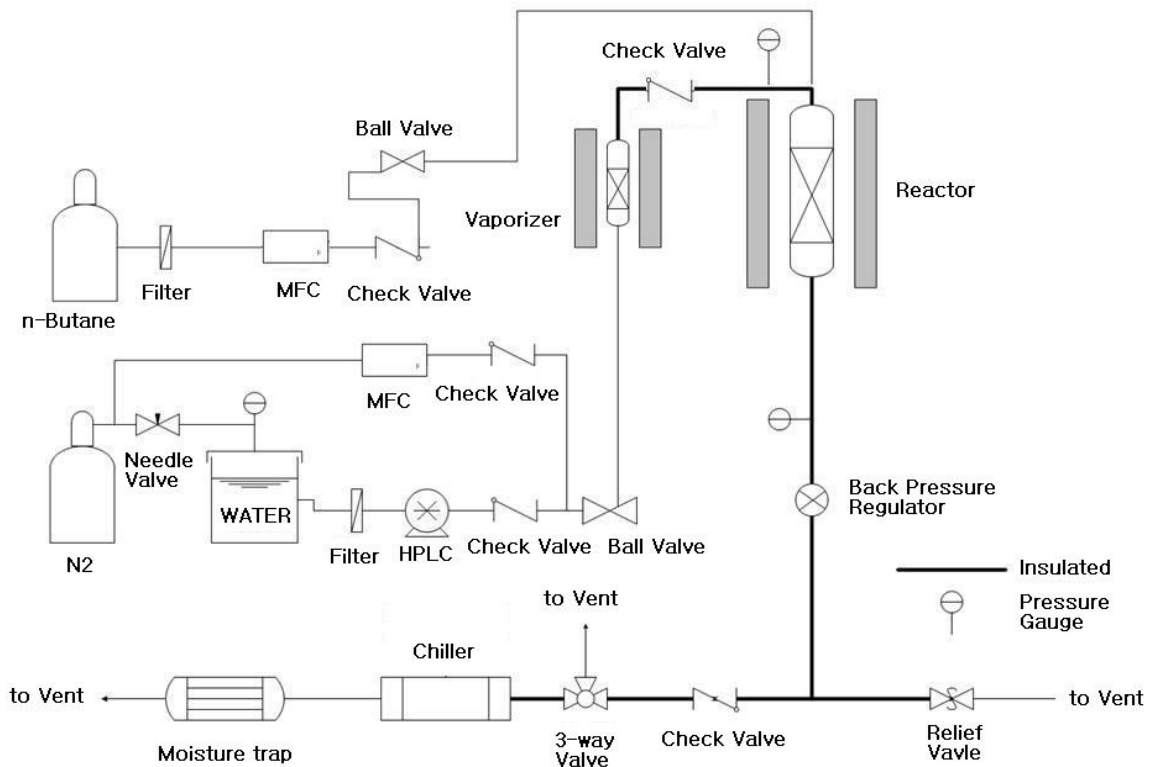 Check Valve
Ball Valve
Vaporizer
Reactor
n-Butane
Filter
MFC
Check Valve
MFC
Check Valve
N2
Needle
Valve
WATER
Filter
HPLC
Check Valve
Ball Valve
Back Pressure
Regulator
Insulated
Pressure
Gauge
to Vent
Chiller
to Vent
Moisture trap
3-way
Valve
Check Valve
Relief
Vavle
to Vent
F
F